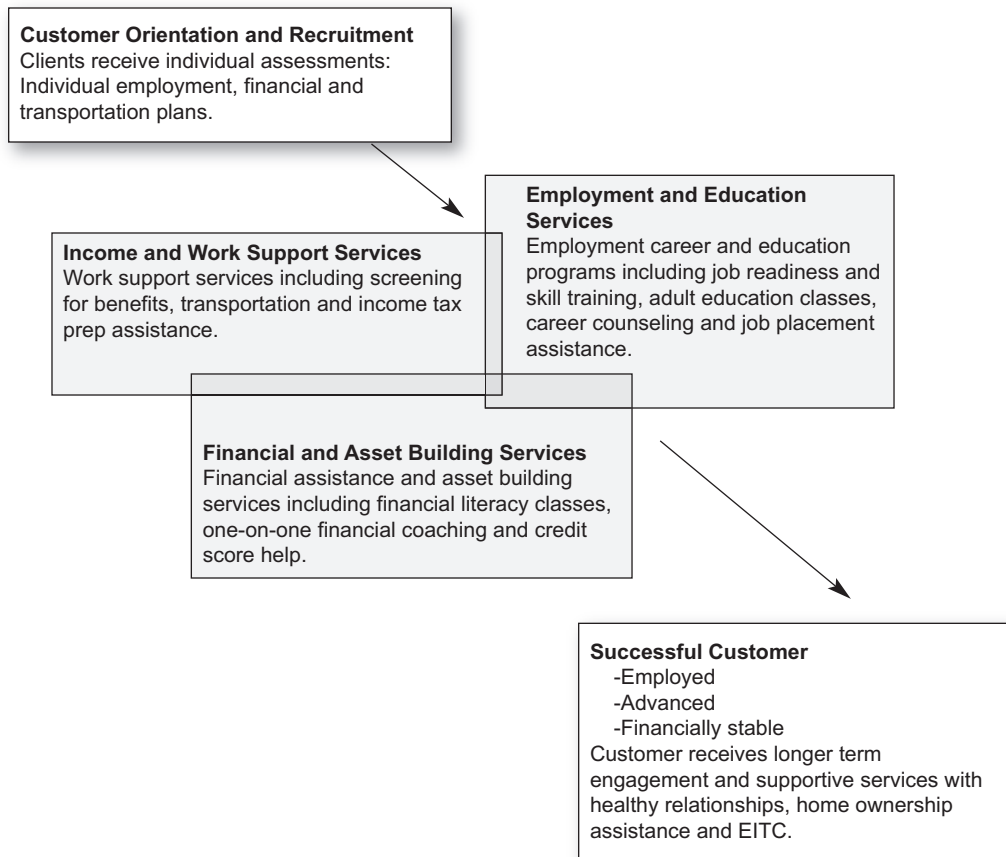 Customer Orientation and Recruitment
Clients receive individual assessments:
Individual employment, financial and
transportation plans.
Income and Work Support Services
Work support services including screening
for benefits, transportation and income tax
prep assistance.
Employment and Education
Services
Employment career and education
programs including job readiness and
skill training, adult education classes,
career counseling and job placement
assistance.
Financial and Asset Building Services
Financial assistance and asset building
services including financial literacy classes,
one-on-one financial coaching and credit
score help.
Successful Customer
-Employed
-Advanced
-Financially stable
Customer receives longer term
engagement and supportive services with
healthy relationships, home ownership
assistance and EITC.